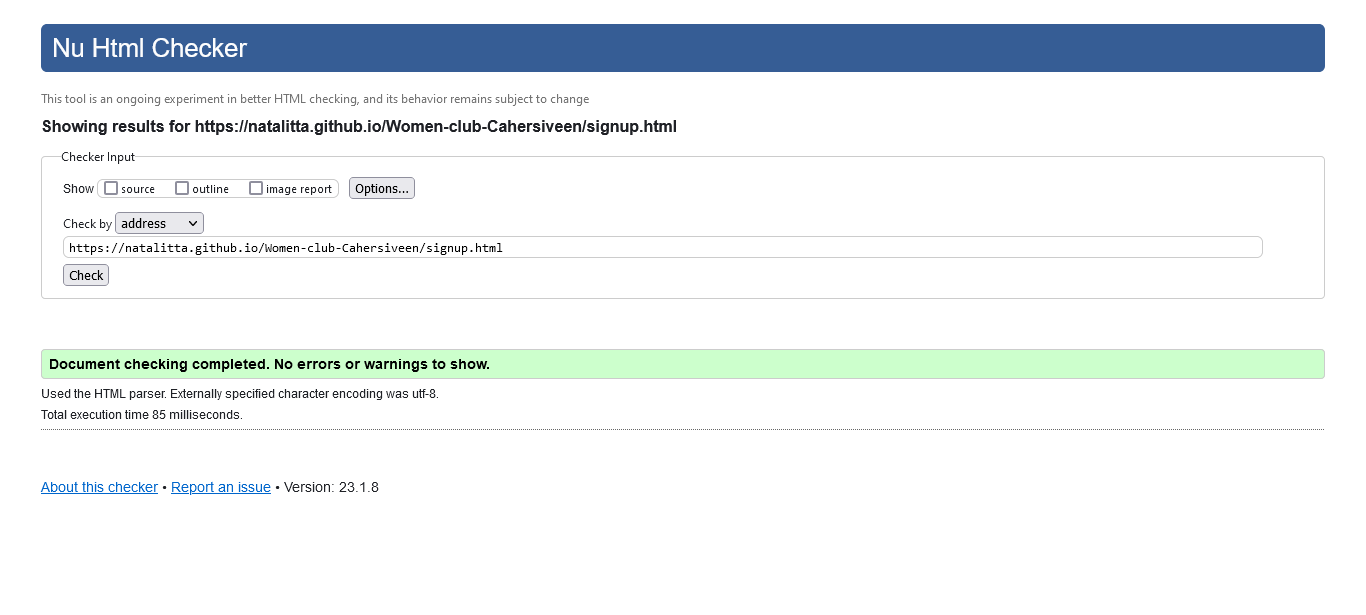 Nu Html Checker
This tool is an ongoing experiment in better HTML checking, and its behavior remains subject to change
Showing results for https://natalitta.github.io/Women-club-Cahersiveen/signup.html
Checker Input
Show source outline image report Options...
Check by address
https://natalitta.github.io/Women-club-Cahersiveen/signup.html
Check
Document checking completed. No errors or warnings to show.
Used the HTML parser. Externally specified character encoding was utf-8.
Total execution time 85 milliseconds.
About this checker • Report an issue • Version: 23.1.8